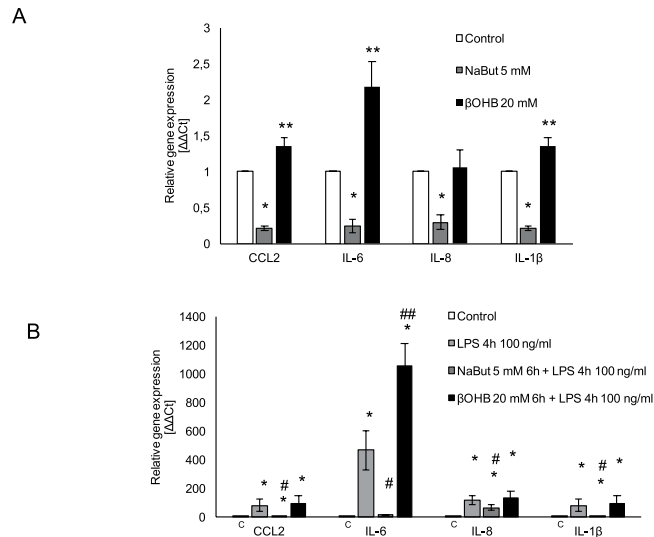 A
3
2,5
2
1,5
1
0,5
0
Relative gene expression
[ΔΔCt]
Control
NaBut 5 mM
βOHB 20 mM
** ** **
*
* * * *
CCL2 IL-6 IL-8 IL-1β
B
1400
1200
1000
800
600
400
200
0
Relative gene expression
[ΔΔCt]
Control
LPS 4h 100 ng/ml
NaBut 5 mM 6h + LPS 4h 100 ng/ml
βOHB 20 mM 6h + LPS 4h 100 ng/ml
##
*
*
* # * * # * * # * * #
* * *
C C C C
CCL2 IL-6 IL-8 IL-1β